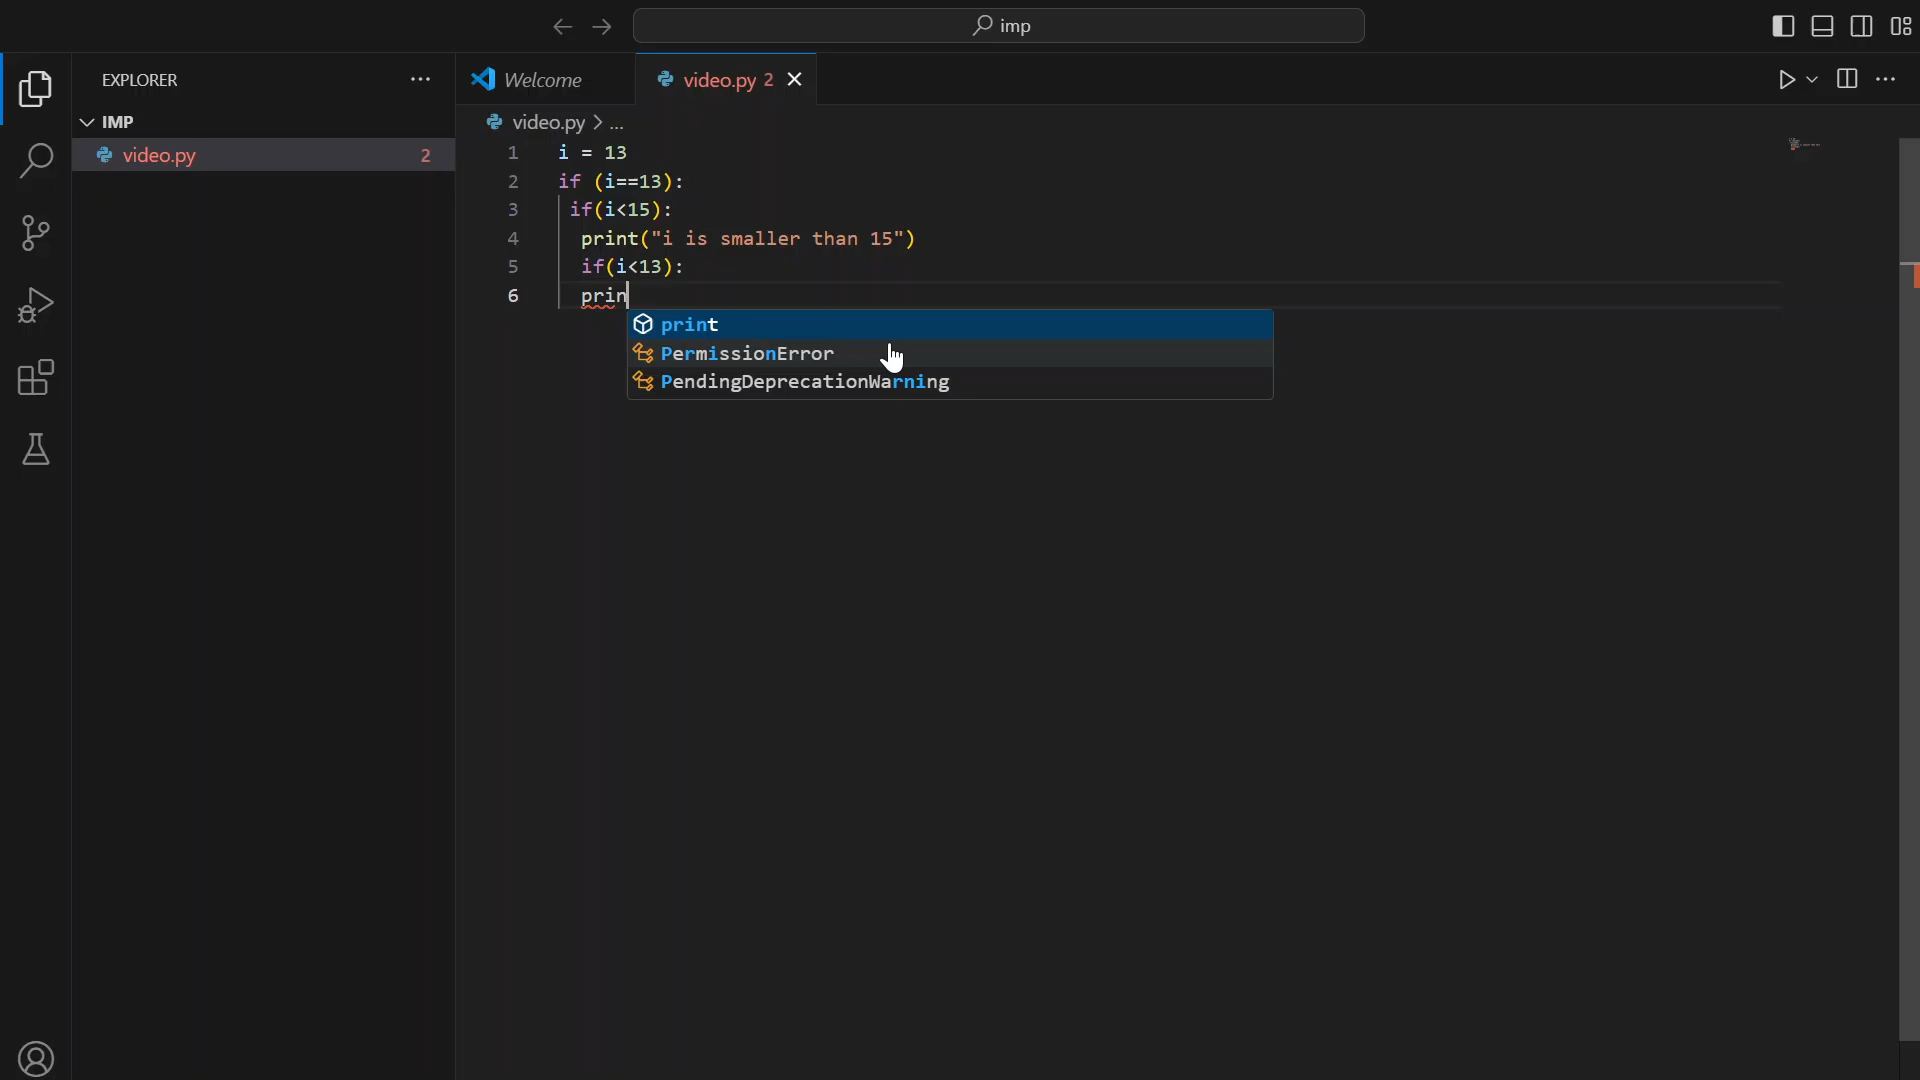 imp
EXPLORER
Welcome
video.py 2
IMP
video.py 2
video.py > ...
1 i = 13
2 if (i==13):
3 if(i<15):
4 print("i is smaller than 15")
5 if(i<13):
6 prin
print
PermissionError
PendingDeprecationWarning